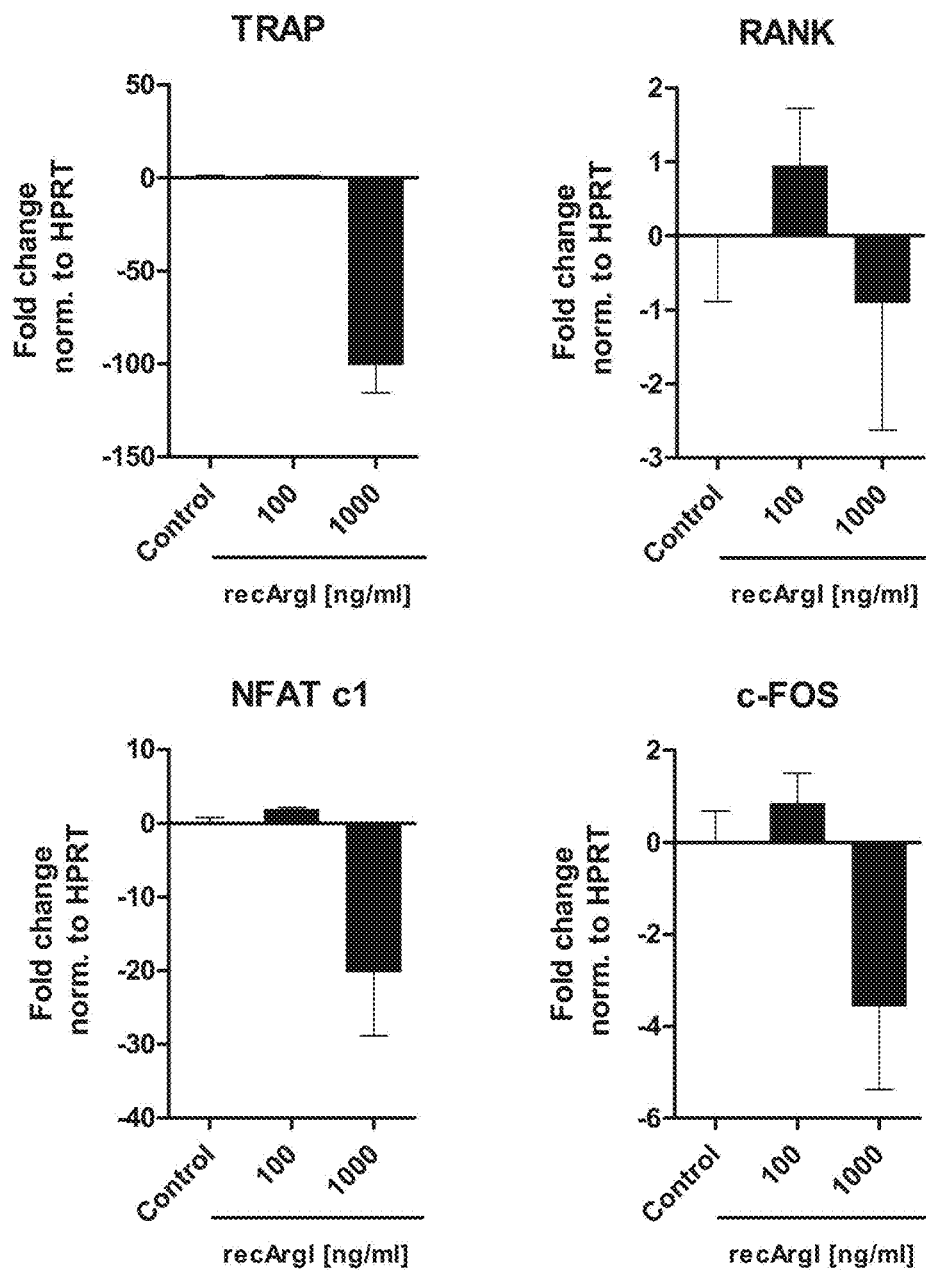 TRAP
Fold change
norm. to HPRT
50
0
-50
-100
-150
Control
100
1000
recArgI [ng/ml]
RANK
Fold change
norm. to HPRT
2
1
0
-1
-2
-3
Control
100
1000
recArgI [ng/ml]
NFAT c1
Fold change
norm. to HPRT
10
0
-10
-20
-30
-40
Control
100
1000
recArgI [ng/ml]
c-FOS
Fold change
norm. to HPRT
2
0
-2
-4
-6
Control
100
1000
recArgI [ng/ml]